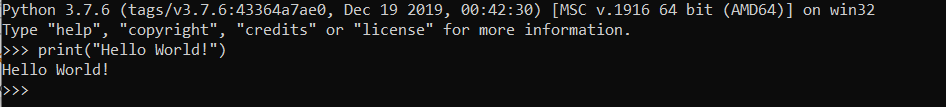 Python 3.7.6 (tags/v3.7.6:43364a7ae0, Dec 19 2019, 00:42:30) [MSC v.1916 64 bit (AMD64)] on win32
Type "help", "copyright", "credits" or "license" for more information.
>>> print("Hello World!")
Hello World!
>>>